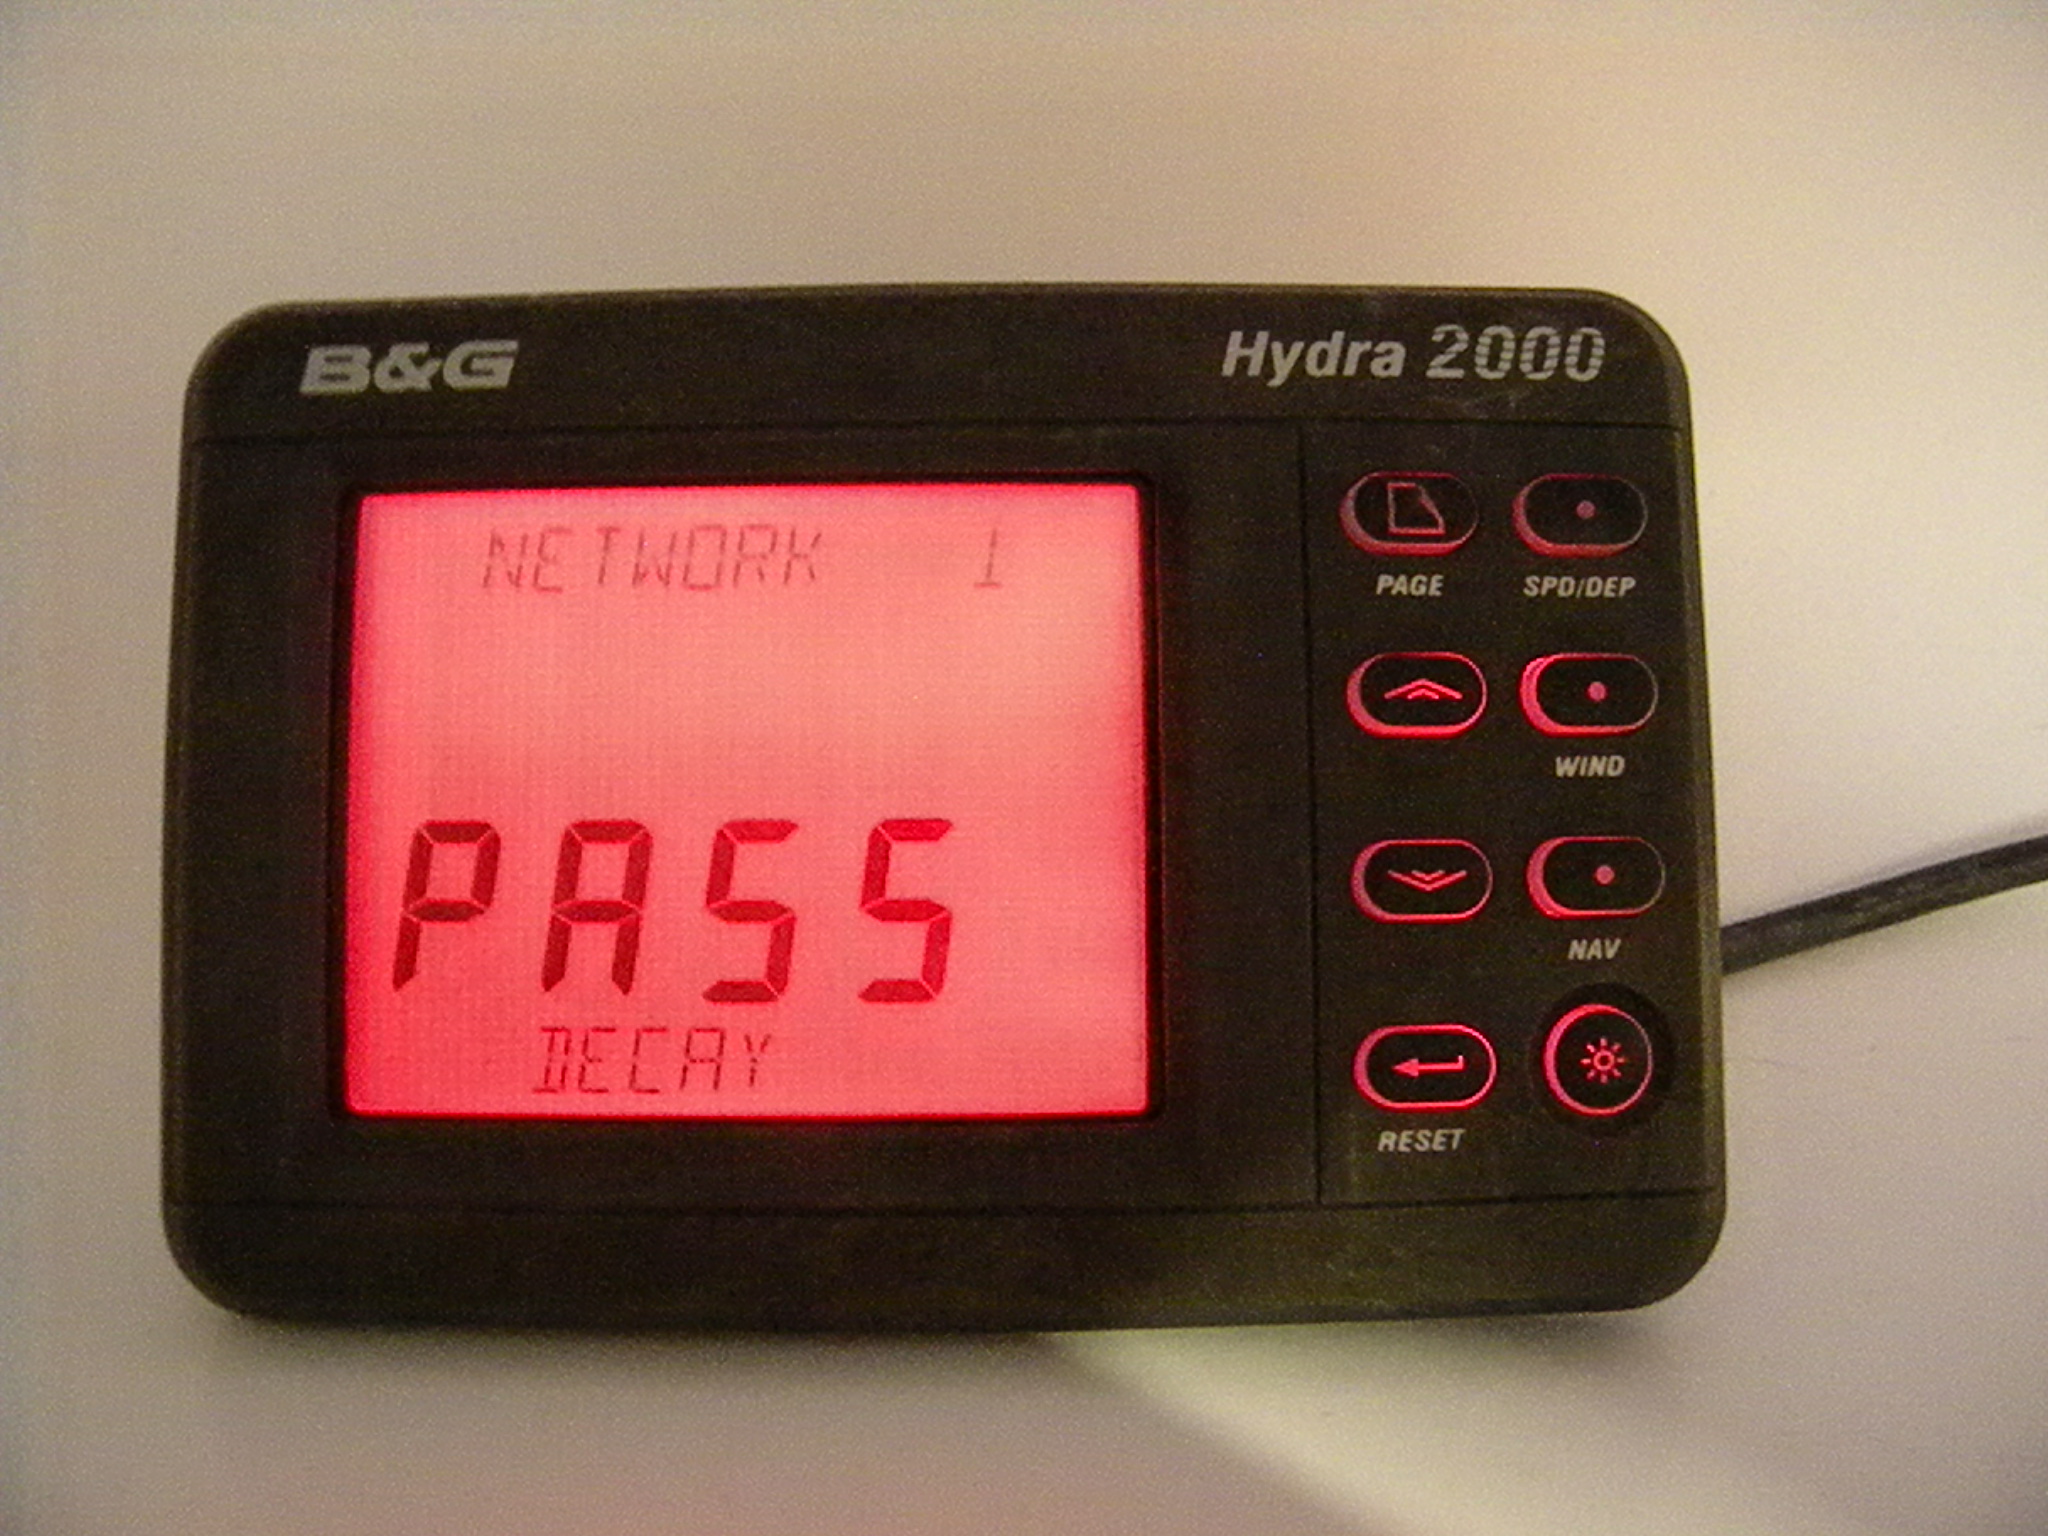 B&G
Hydra 2000
NETWORK 1
PASS
DECAY
PAGE
SPD/DEP
WIND
NAV
RESET